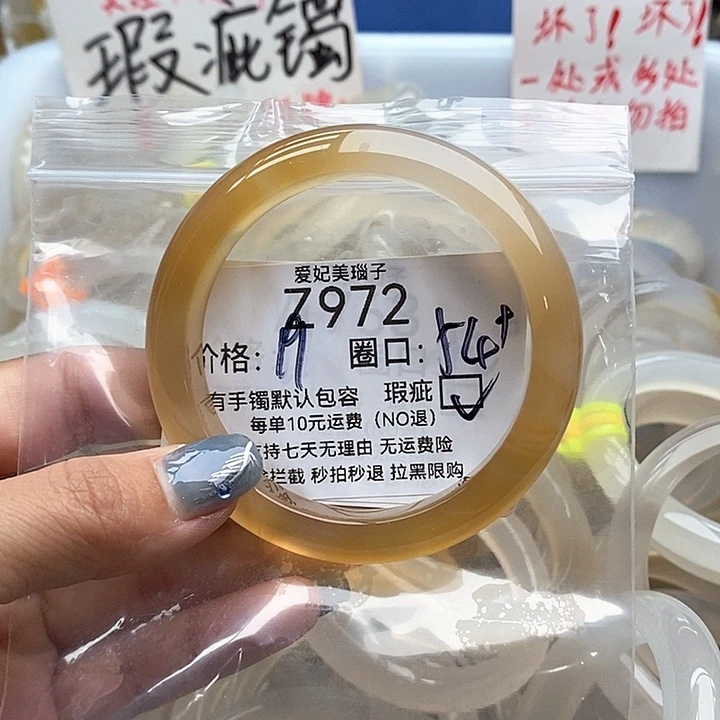 瑕疵镯
坏了！坏了！
一处或多处
勿拍
爱妃美瑙子
Z972
价格：19 圈口：54+
有手镯默认包容 瑕疵
每单10元运费（NO退）
支持七天无理由 无运费险
拦截 秒拍秒退 拉黑限购